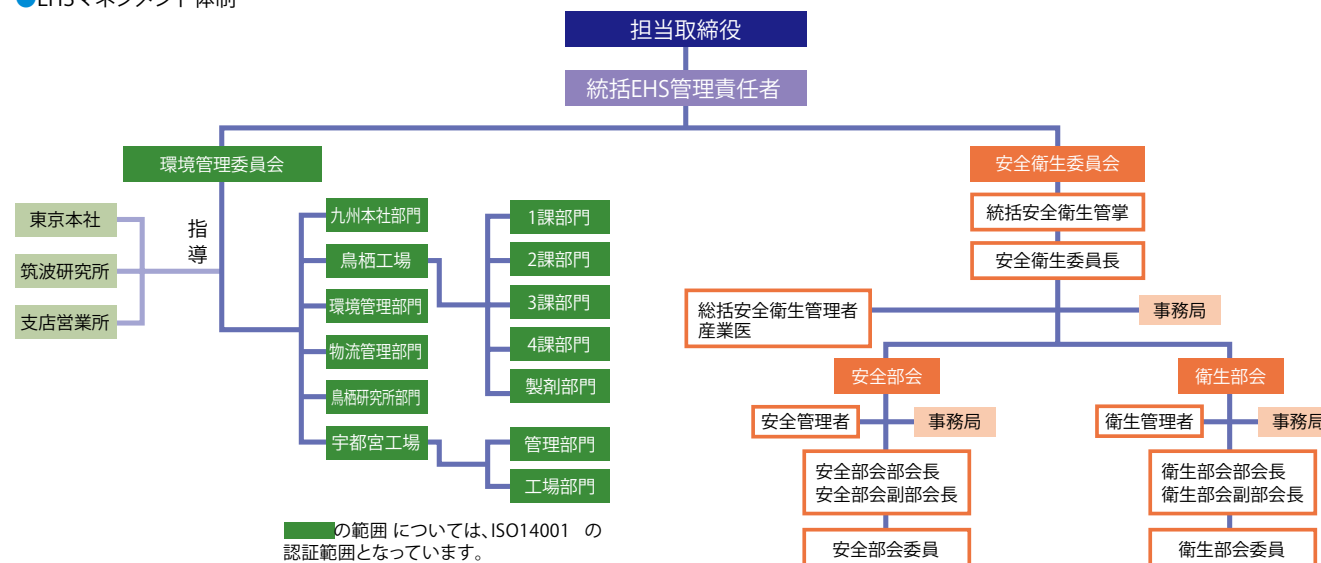 ●EHSマネジメント体制
担当取締役
統括EHS管理責任者
環境管理委員会
東京本社
筑波研究所
支店営業所
指
導
九州本社部門
鳥栖工場
環境管理部門
物流管理部門
鳥栖研究所部門
宇都宮工場
1課部門
2課部門
3課部門
4課部門
製剤部門
管理部門
工場部門
の範囲 については、ISO14001 の
認証範囲となっています。
安全衛生委員会
統括安全衛生管掌
安全衛生委員長
総括安全衛生管理者
産業医
事務局
安全部会
安全管理者
事務局
安全部会部会長
安全部会副部会長
安全部会委員
衛生部会
衛生管理者
事務局
衛生部会部会長
衛生部会副部会長
衛生部会委員